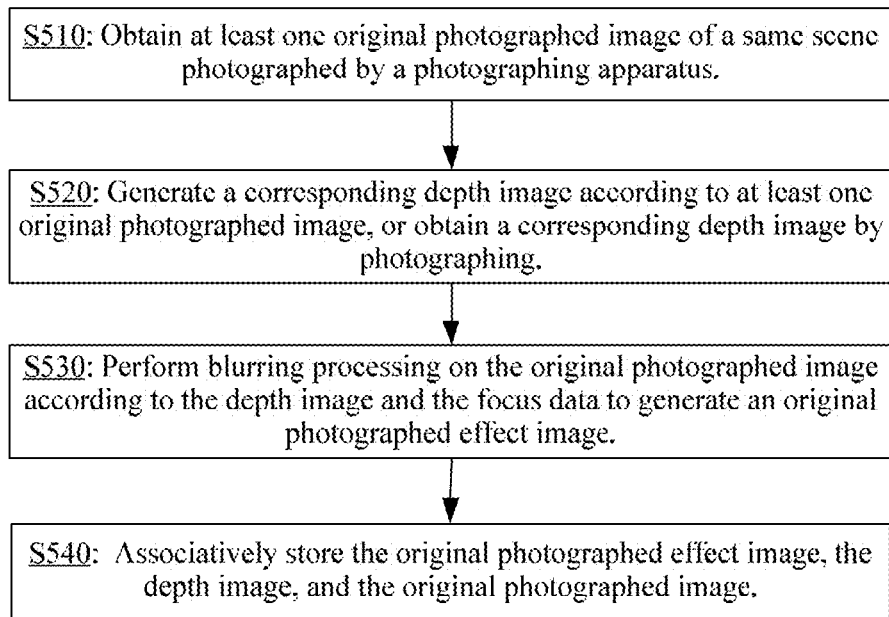 S510: Obtain at least one original photographed image of a same scene
photographed by a photographing apparatus.
S520: Generate a corresponding depth image according to at least one
original photographed image, or obtain a corresponding depth image by
photographing.
S530: Perform blurring processing on the original photographed image
according to the depth image and the focus data to generate an original
photographed effect image.
S540: Associatively store the original photographed effect image, the
depth image, and the original photographed image.